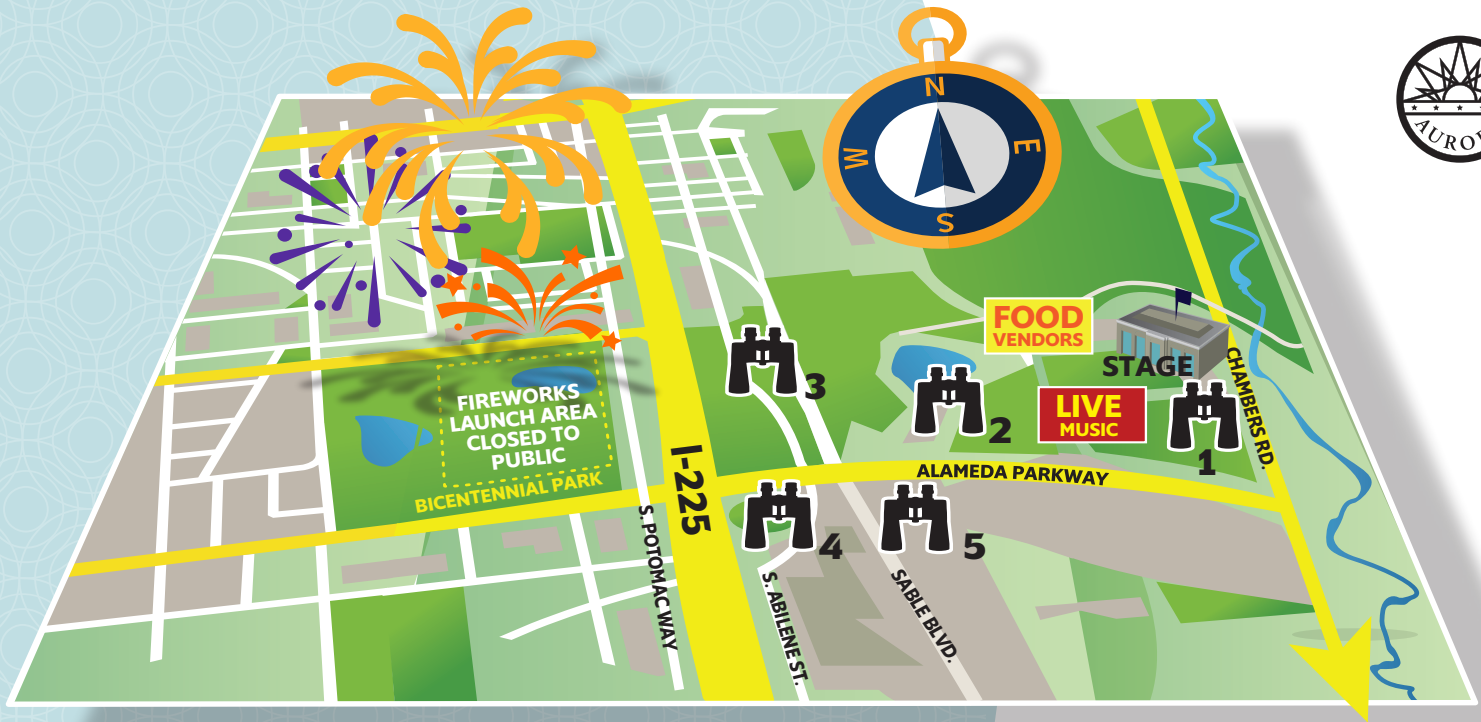 N
W
E
S
FOOD
VENDORS
STAGE
CHAMBERS RD.
LIVE
MUSIC
3
2
1
FIREWORKS
LAUNCH AREA
CLOSED TO
PUBLIC
BICENTENNIAL PARK
I-225
ALAMEDA PARKWAY
4
5
S. POTOMAC WAY
S. ABILENE ST.
SABLE BLVD.